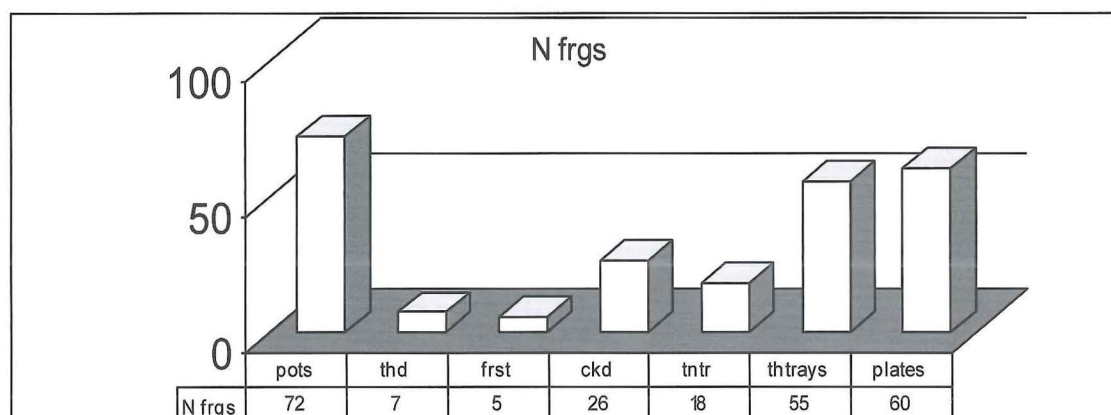 N frgs
100
50
0
pots thd frst ckd tntr thtrays plates
N frgs 72 7 5 26 18 55 60